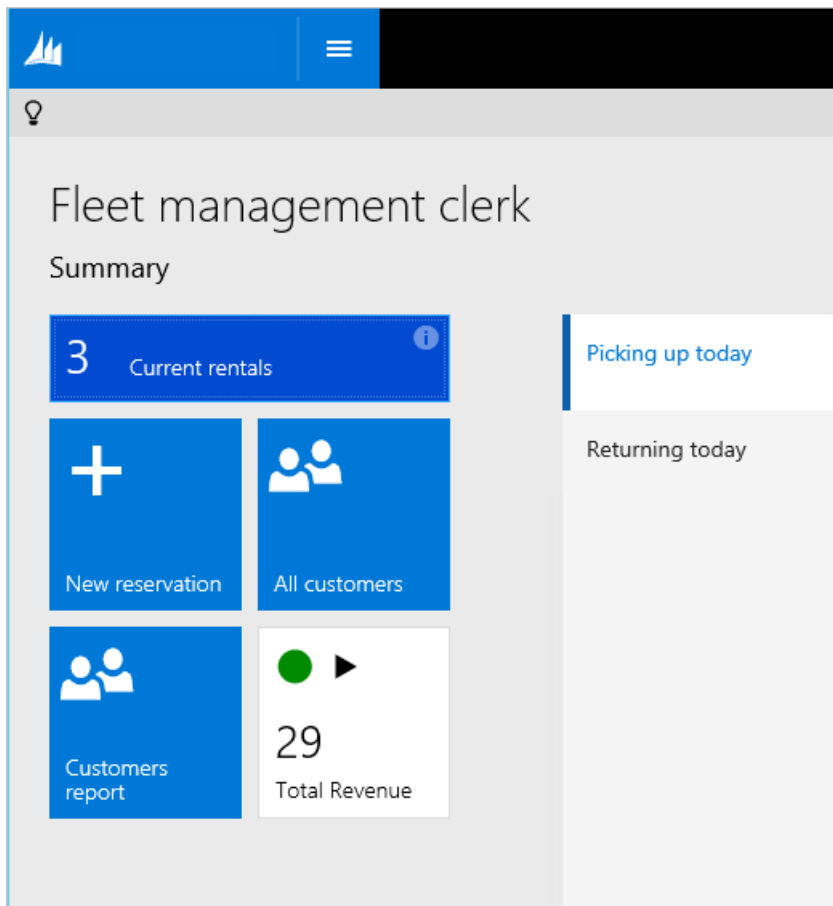 Fleet management clerk
Summary
3 Current rentals
New reservation
All customers
Customers
report
29
Total Revenue
Picking up today
Returning today